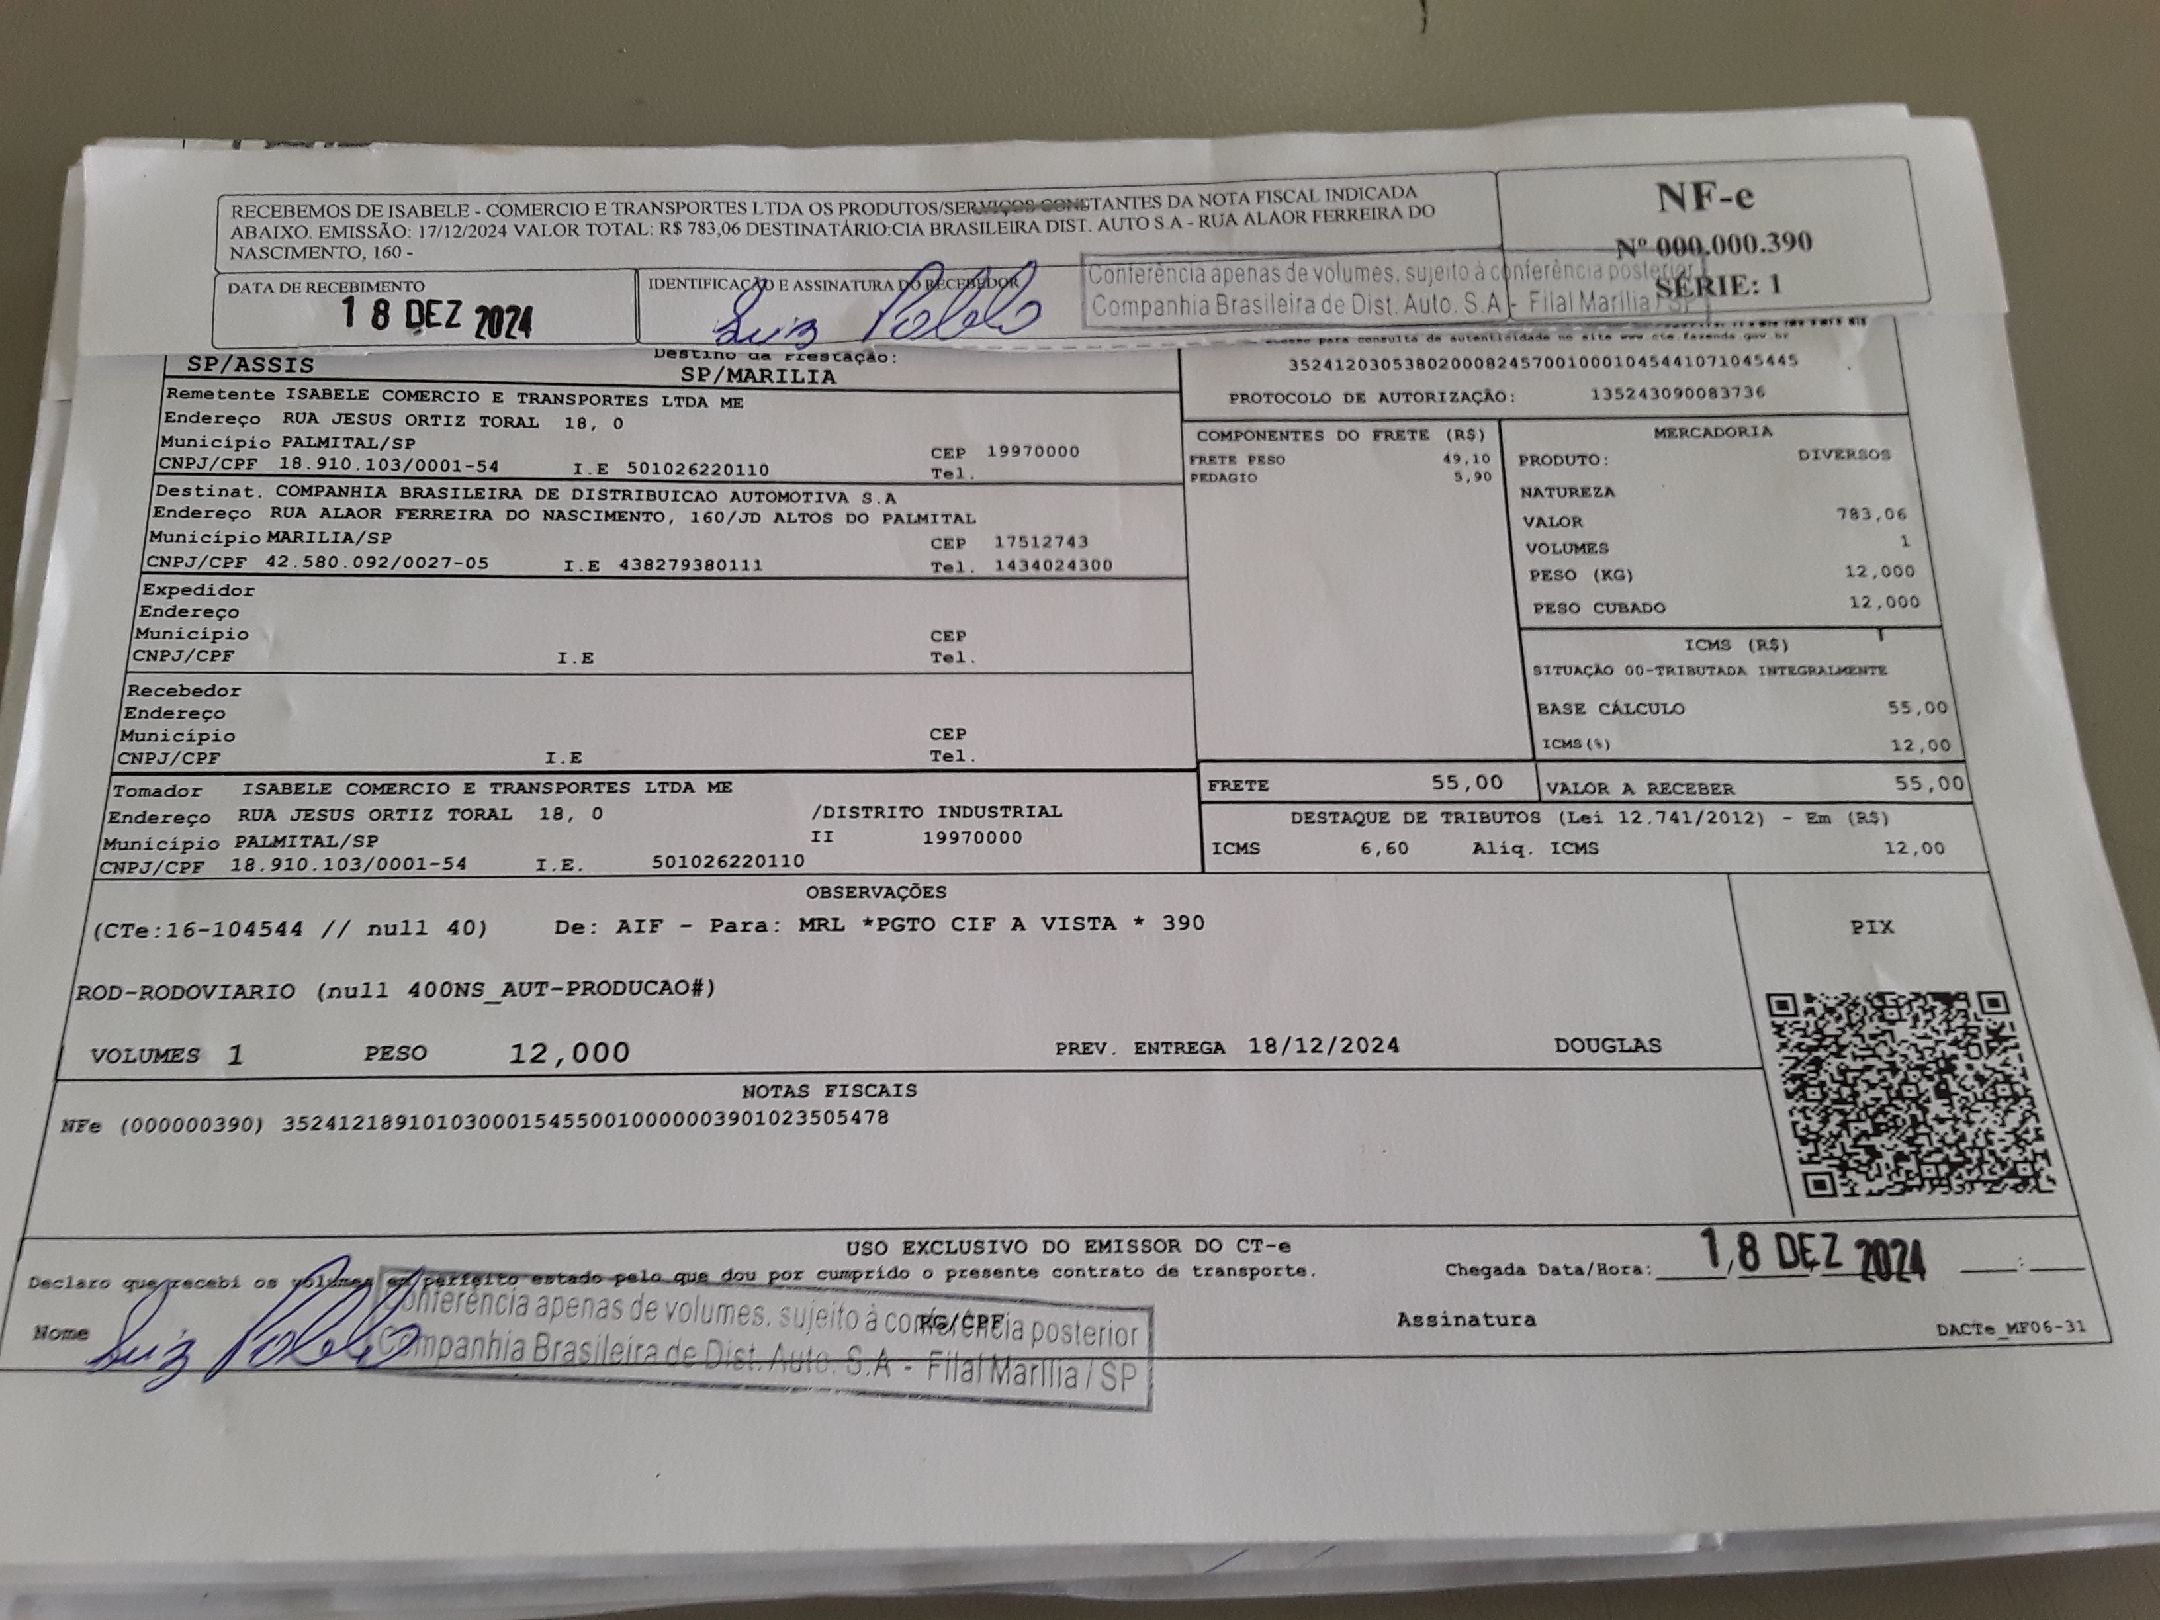 RECEBEMOS DE ISABELE - COMERCIO E TRANSPORTES LTDA OS PRODUTOS/SERVIÇOS CONSTANTES DA NOTA FISCAL INDICADA
ABAIXO. EMISSÃO: 17/12/2024 VALOR TOTAL: R$ 783,06 DESTINATÁRIO:CIA BRASILEIRA DIST. AUTO S A - RUA ALAOR FERREIRA DO
NASCIMENTO, 160 -
NF-e
Nº 000.000.390
SÉRIE: 1
DATA DE RECEBIMENTO
18 DEZ 2024
IDENTIFICAÇÃO E ASSINATURA DO RECEBEDOR
Luiz
Conferência apenas de volumes, sujeito à conferência posterior
Companhia Brasileira de Dist. Auto. S.A - Filal Marília / SP
para consulta de autenticidade no site www.cte.fazenda.gov.br
SP/ASSIS
Destino da Prestação:
SP/MARILIA
35241203053802000824570010001045441071045445
PROTOCOLO DE AUTORIZAÇÃO: 135243090083736
Remetente ISABELE COMERCIO E TRANSPORTES LTDA ME
Endereço RUA JESUS ORTIZ TORAL 18, 0
Município PALMITAL/SP CEP 19970000
CNPJ/CPF 18.910.103/0001-54 I.E 501026220110 Tel.
Destinat. COMPANHIA BRASILEIRA DE DISTRIBUICAO AUTOMOTIVA S.A
Endereço RUA ALAOR FERREIRA DO NASCIMENTO, 160/JD ALTOS DO PALMITAL
Município MARILIA/SP CEP 17512743
CNPJ/CPF 42.580.092/0027-05 I.E 438279380111 Tel. 1434024300
Expedidor
Endereço
Município CEP
CNPJ/CPF I.E Tel.
Recebedor
Endereço
Município CEP
CNPJ/CPF I.E Tel.
Tomador ISABELE COMERCIO E TRANSPORTES LTDA ME
Endereço RUA JESUS ORTIZ TORAL 18, 0 /DISTRITO INDUSTRIAL
Município PALMITAL/SP II 19970000
CNPJ/CPF 18.910.103/0001-54 I.E. 501026220110
COMPONENTES DO FRETE (R$)
FRETE PESO 49,10
PEDAGIO 5,90
MERCADORIA
PRODUTO: DIVERSOS
NATUREZA
VALOR 783,06
VOLUMES 1
PESO (KG) 12,000
PESO CUBADO 12,000
ICMS (R$)
SITUAÇÃO 00-TRIBUTADA INTEGRALMENTE
BASE CÁLCULO 55,00
ICMS(%) 12,00
FRETE 55,00 VALOR A RECEBER 55,00
DESTAQUE DE TRIBUTOS (Lei 12.741/2012) - Em (R$)
ICMS 6,60 Aliq. ICMS 12,00
OBSERVAÇÕES
(CTe:16-104544 // null 40) De: AIF - Para: MRL *PGTO CIF A VISTA * 390
ROD-RODOVIARIO (null 400NS_AUT-PRODUCAO#)
VOLUMES 1 PESO 12,000 PREV. ENTREGA 18/12/2024 DOUGLAS
PIX
NOTAS FISCAIS
NFe (000000390) 35241218910103000154550010000003901023505478
USO EXCLUSIVO DO EMISSOR DO CT-e
Declaro que recebi os volumes em perfeito estado pelo que dou por cumprido o presente contrato de transporte.
Chegada Data/Hora: 18 DEZ 2024 :
Nome Luiz RG/CPF Assinatura
Conferência apenas de volumes, sujeito à conferência posterior
Companhia Brasileira de Dist. Auto. S.A - Filal Marília / SP
DACTe_MF06-31